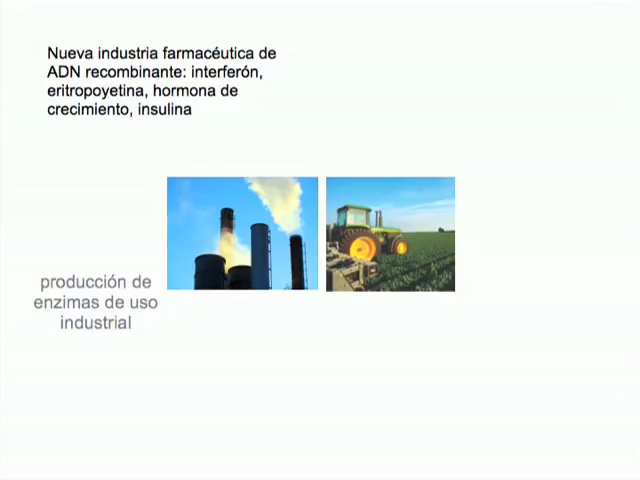 Nueva industria farmacéutica de
ADN recombinante: interferón,
eritropoyetina, hormona de
crecimiento, insulina
producción de
enzimas de uso
industrial